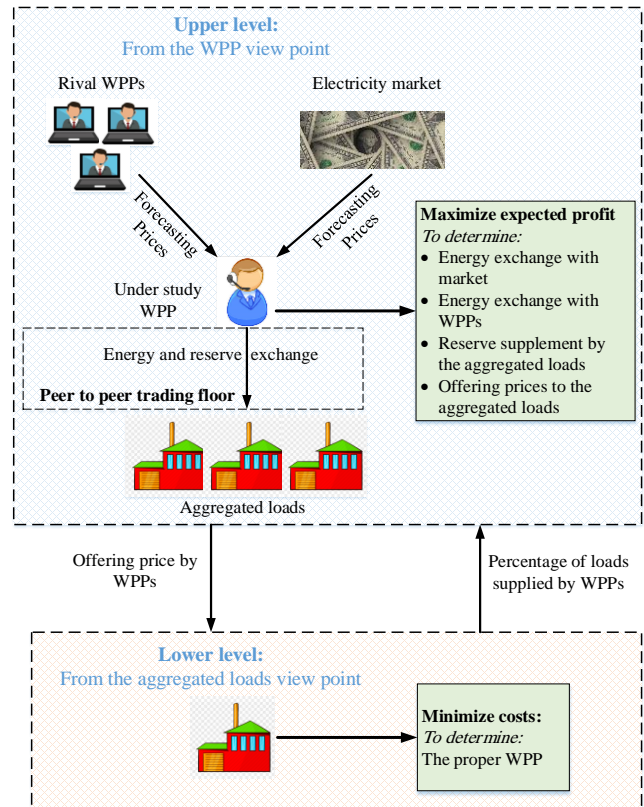 Upper level:
From the WPP view point
Rival WPPs
Electricity market
Forecasting
Prices
Forecasting
Prices
Under study
WPP
Maximize expected profit
To determine:
• Energy exchange with
market
• Energy exchange with
WPPs
• Reserve supplement by
the aggregated loads
• Offering prices to the
aggregated loads
Energy and reserve exchange
Peer to peer trading floor
Aggregated loads
Offering price by
WPPs
Percentage of loads
supplied by WPPs
Lower level:
From the aggregated loads view point
Minimize costs:
To determine:
The proper WPP